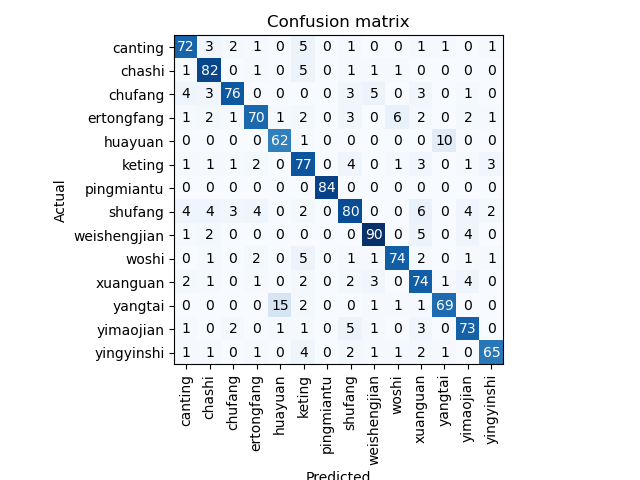 Confusion matrix
Actual
canting 72 3 2 1 0 5 0 1 0 0 1 1 0 1
chashi 1 82 0 1 0 5 0 1 1 1 0 0 0 0
chufang 4 3 76 0 0 0 0 3 5 0 3 0 1 0
ertongfang 1 2 1 70 1 2 0 3 0 6 2 0 2 1
huayuan 0 0 0 0 62 1 0 0 0 0 0 10 0 0
keting 1 1 1 2 0 77 0 4 0 1 3 0 1 3
pingmiantu 0 0 0 0 0 0 84 0 0 0 0 0 0 0
shufang 4 4 3 4 0 2 0 80 0 0 6 0 4 2
weishengjian 1 2 0 0 0 0 0 0 90 0 5 0 4 0
woshi 0 1 0 2 0 5 0 1 1 74 2 0 1 1
xuanguan 2 1 0 1 0 2 0 2 3 0 74 1 4 0
yangtai 0 0 0 0 15 2 0 0 1 1 1 69 0 0
yimaojian 1 0 2 0 1 1 0 5 1 0 3 0 73 0
yingyinshi 1 1 0 1 0 4 0 2 1 1 2 1 0 65
canting chashi chufang ertongfang huayuan keting pingmiantu shufang weishengjian woshi xuanguan yangtai yimaojian yingyinshi
Predicted